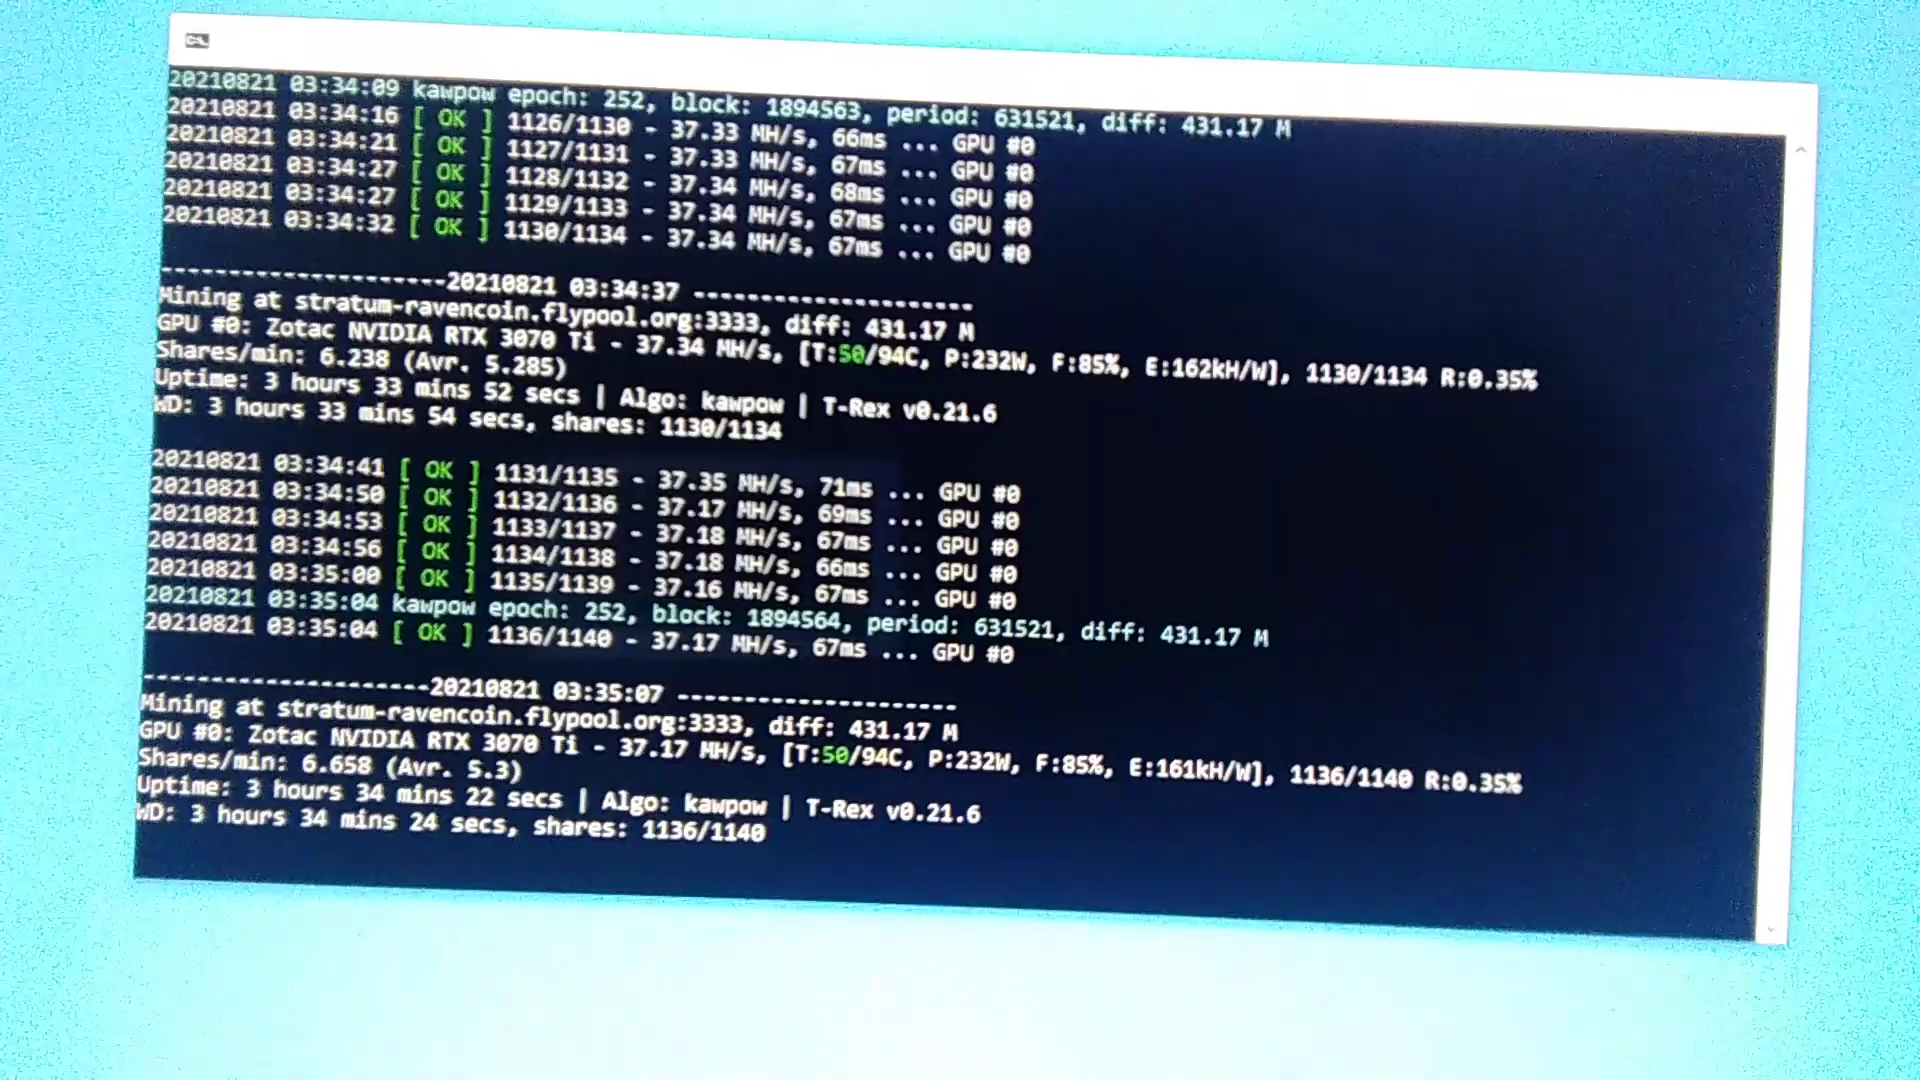 20210821 03:34:09 kawpow epoch: 252, block: 1894563, period: 631521, diff: 431.17 M
20210821 03:34:16 [ OK ] 1126/1130 - 37.33 MH/s, 66ms ... GPU #0
20210821 03:34:21 [ OK ] 1127/1131 - 37.33 MH/s, 67ms ... GPU #0
20210821 03:34:27 [ OK ] 1128/1132 - 37.34 MH/s, 68ms ... GPU #0
20210821 03:34:27 [ OK ] 1129/1133 - 37.34 MH/s, 67ms ... GPU #0
20210821 03:34:32 [ OK ] 1130/1134 - 37.34 MH/s, 67ms ... GPU #0
---------------------20210821 03:34:37 ---------------------
Mining at stratum-ravencoin.flypool.org:3333, diff: 431.17 M
GPU #0: Zotac NVIDIA RTX 3070 Ti - 37.34 MH/s, [T:50/94C, P:232W, F:85%, E:162kH/W], 1130/1134 R:0.35%
Shares/min: 6.238 (Avr. 5.285)
Uptime: 3 hours 33 mins 52 secs | Algo: kawpow | T-Rex v0.21.6
WD: 3 hours 33 mins 54 secs, shares: 1130/1134
20210821 03:34:41 [ OK ] 1131/1135 - 37.35 MH/s, 71ms ... GPU #0
20210821 03:34:50 [ OK ] 1132/1136 - 37.17 MH/s, 69ms ... GPU #0
20210821 03:34:53 [ OK ] 1133/1137 - 37.18 MH/s, 67ms ... GPU #0
20210821 03:34:56 [ OK ] 1134/1138 - 37.18 MH/s, 66ms ... GPU #0
20210821 03:35:00 [ OK ] 1135/1139 - 37.16 MH/s, 67ms ... GPU #0
20210821 03:35:04 kawpow epoch: 252, block: 1894564, period: 631521, diff: 431.17 M
20210821 03:35:04 [ OK ] 1136/1140 - 37.17 MH/s, 67ms ... GPU #0
---------------------20210821 03:35:07 ---------------------
Mining at stratum-ravencoin.flypool.org:3333, diff: 431.17 M
GPU #0: Zotac NVIDIA RTX 3070 Ti - 37.17 MH/s, [T:50/94C, P:232W, F:85%, E:161kH/W], 1136/1140 R:0.35%
Shares/min: 6.658 (Avr. 5.3)
Uptime: 3 hours 34 mins 22 secs | Algo: kawpow | T-Rex v0.21.6
WD: 3 hours 34 mins 24 secs, shares: 1136/1140